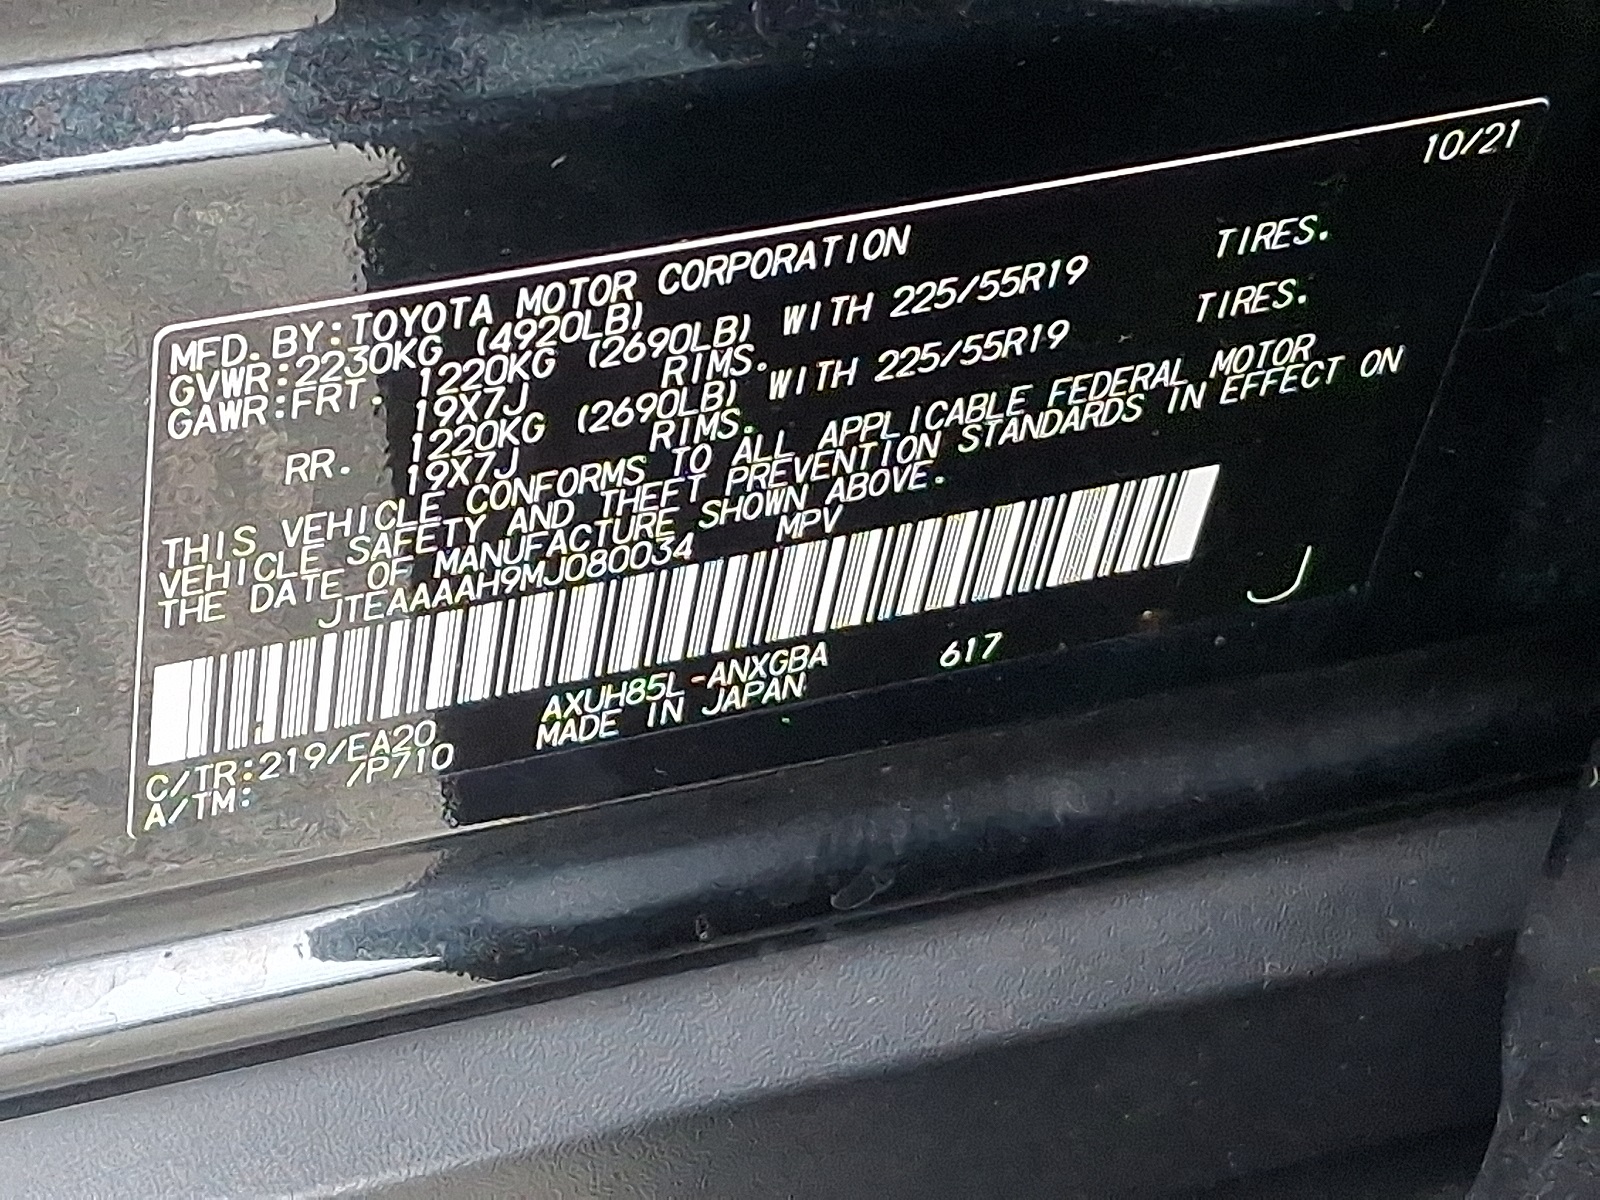 10/21
MFD. BY: TOYOTA MOTOR CORPORATION
GVWR: 2230KG (4920LB)
GAWR: FRT. 1220KG (2690LB) WITH 225/55R19 TIRES.
19X7J RIMS.
RR. 1220KG (2690LB) WITH 225/55R19 TIRES.
19X7J RIMS.
THIS VEHICLE CONFORMS TO ALL APPLICABLE FEDERAL MOTOR
VEHICLE SAFETY AND THEFT PREVENTION STANDARDS IN EFFECT ON
THE DATE OF MANUFACTURE SHOWN ABOVE.
JTEAAAAH9MJ080034 MPV
J
C/TR: 219/EA20 AXUH85L-ANXGBA 617
A/TM: /P710 MADE IN JAPAN